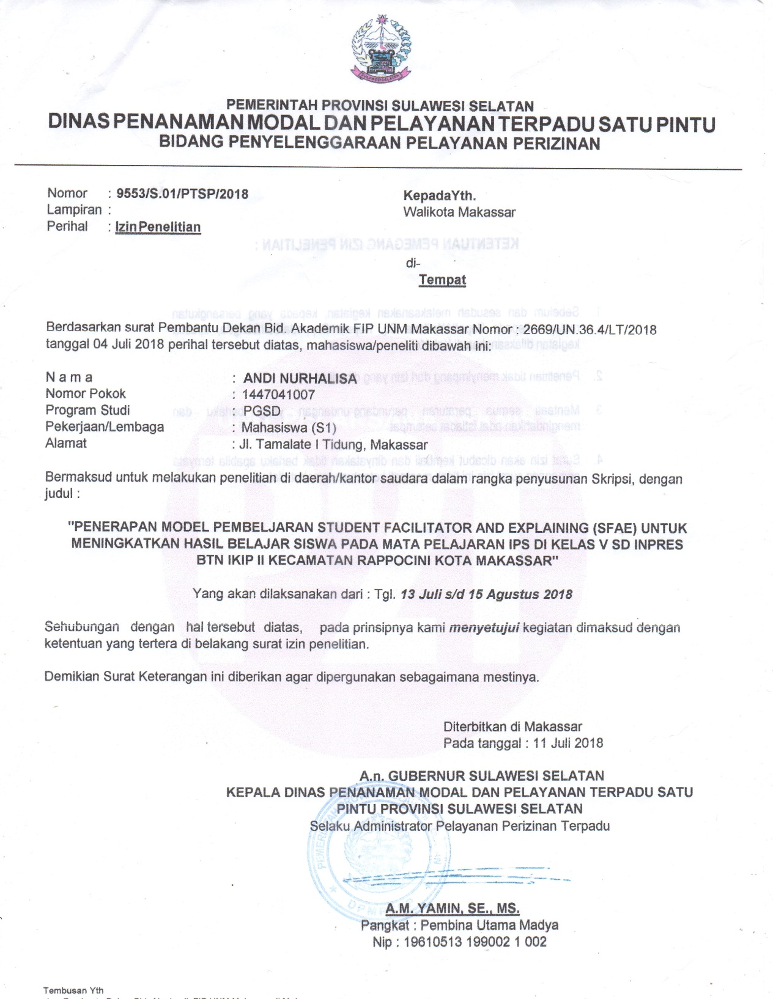 SULAWESI SELATAN
PEMERINTAH PROVINSI SULAWESI SELATAN
DINAS PENANAMAN MODAL DAN PELAYANAN TERPADU SATU PINTU
BIDANG PENYELENGGARAAN PELAYANAN PERIZINAN
Nomor : 9553/S.01/PTSP/2018
Lampiran :
Perihal : Izin Penelitian
KepadaYth.
Walikota Makassar
di-
Tempat
Berdasarkan surat Pembantu Dekan Bid. Akademik FIP UNM Makassar Nomor : 2669/UN.36.4/LT/2018
tanggal 04 Juli 2018 perihal tersebut diatas, mahasiswa/peneliti dibawah ini:
N a m a : ANDI NURHALISA
Nomor Pokok : 1447041007
Program Studi : PGSD
Pekerjaan/Lembaga : Mahasiswa (S1)
Alamat : Jl. Tamalate I Tidung, Makassar
Bermaksud untuk melakukan penelitian di daerah/kantor saudara dalam rangka penyusunan Skripsi, dengan
judul :
"PENERAPAN MODEL PEMBELJARAN STUDENT FACILITATOR AND EXPLAINING (SFAE) UNTUK
MENINGKATKAN HASIL BELAJAR SISWA PADA MATA PELAJARAN IPS DI KELAS V SD INPRES
BTN IKIP II KECAMATAN RAPPOCINI KOTA MAKASSAR"
Yang akan dilaksanakan dari : Tgl. 13 Juli s/d 15 Agustus 2018
Sehubungan dengan hal tersebut diatas, pada prinsipnya kami menyetujui kegiatan dimaksud dengan
ketentuan yang tertera di belakang surat izin penelitian.
Demikian Surat Keterangan ini diberikan agar dipergunakan sebagaimana mestinya.
Diterbitkan di Makassar
Pada tanggal : 11 Juli 2018
A.n. GUBERNUR SULAWESI SELATAN
KEPALA DINAS PENANAMAN MODAL DAN PELAYANAN TERPADU SATU
PINTU PROVINSI SULAWESI SELATAN
Selaku Administrator Pelayanan Perizinan Terpadu
A.M. YAMIN, SE., MS.
Pangkat : Pembina Utama Madya
Nip : 19610513 199002 1 002
Tembusan Yth